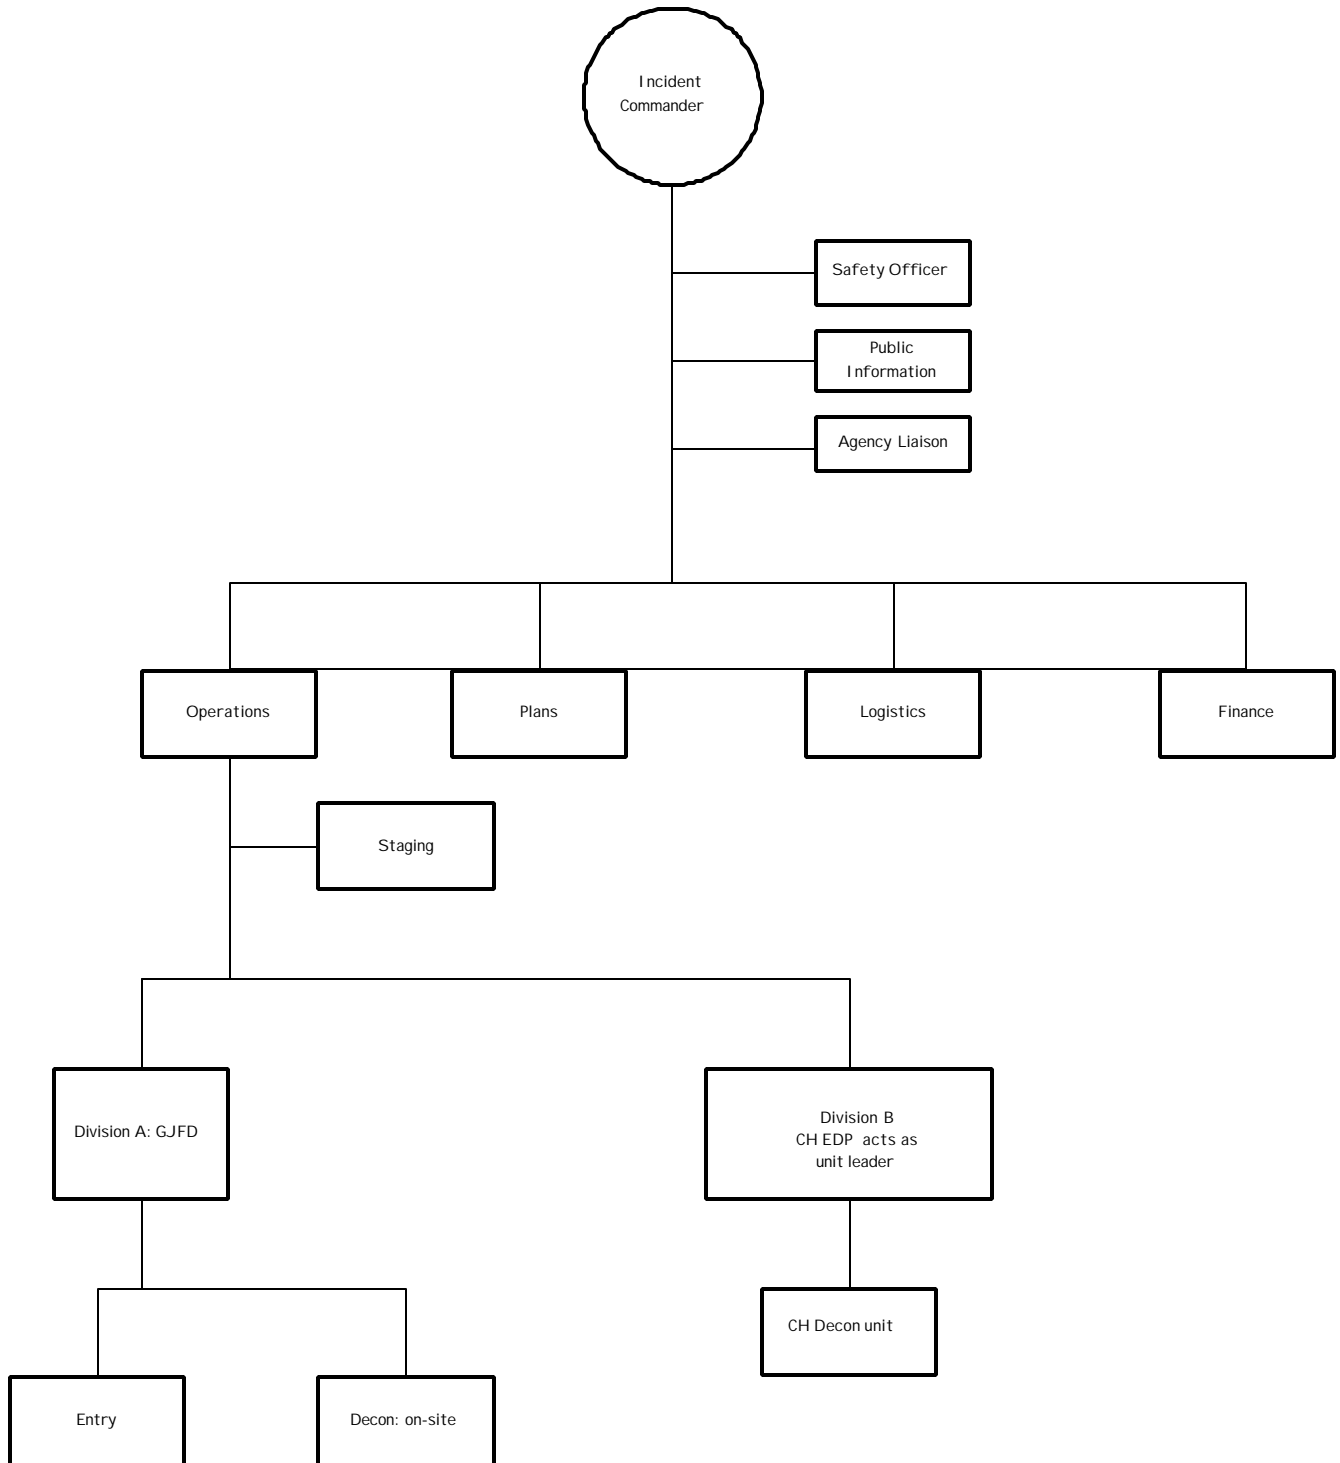 Incident
Commander
Safety Officer
Public
Information
Agency Liaison
Operations
Plans
Logistics
Finance
Staging
Division A: GJFD
Division B
CH EDP acts as
unit leader
CH Decon unit
Entry
Decon: on-site